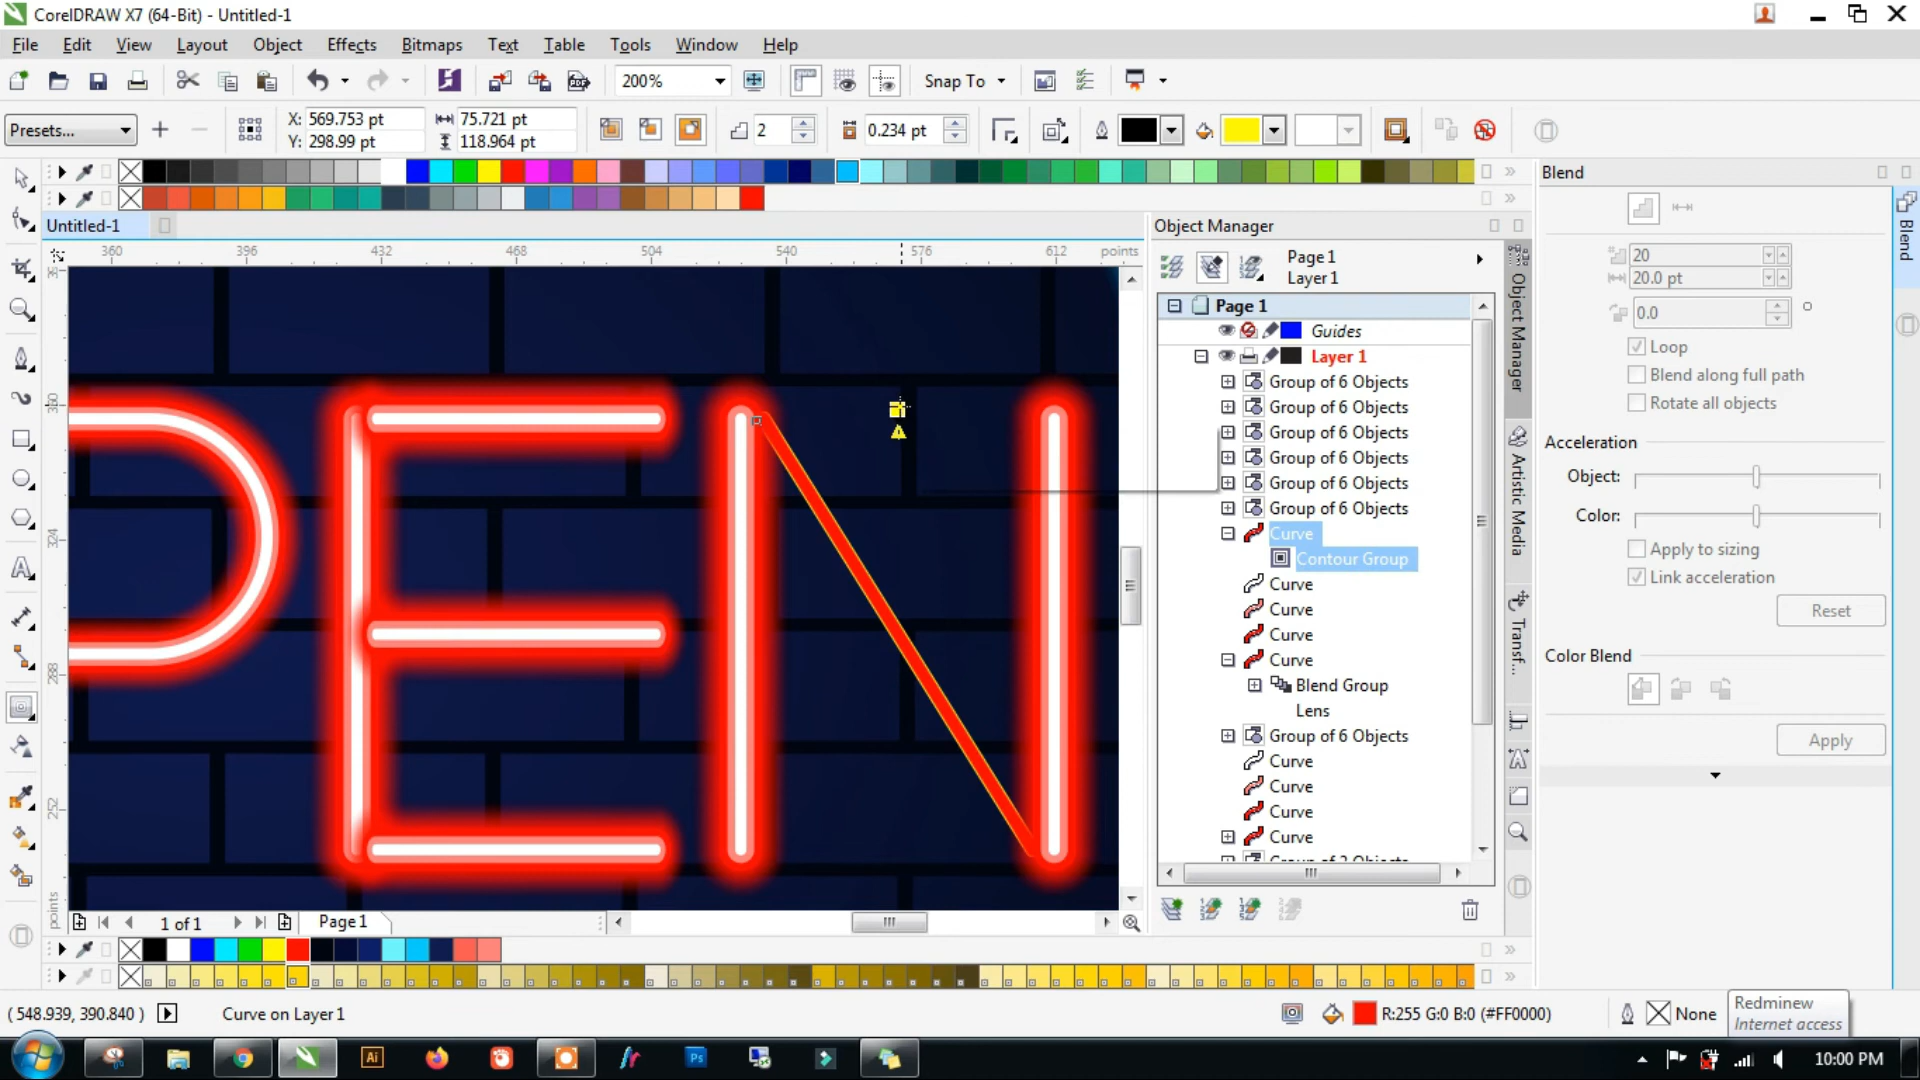 CorelDRAW X7 (64-Bit) - Untitled-1
File Edit View Layout Object Effects Bitmaps Text Table Tools Window Help
200% Snap To
Presets... X: 569.753 pt 75.721 pt 2 0.234 pt
Y: 298.99 pt 118.964 pt
Untitled-1
360 396 432 468 504 540 576 612 points
324
288
252
points
PEN
Object Manager
Page 1
Layer 1
Page 1
Guides
Layer 1
Group of 6 Objects
Group of 6 Objects
Group of 6 Objects
Group of 6 Objects
Group of 6 Objects
Group of 6 Objects
Curve
Contour Group
Curve
Curve
Curve
Curve
Blend Group
Lens
Group of 6 Objects
Curve
Curve
Curve
Curve
Object Manager
Artistic Media
Transf...
Blend
Blend
20
20.0 pt
0.0
Loop
Blend along full path
Rotate all objects
Acceleration
Object:
Color:
Apply to sizing
Link acceleration
Reset
Color Blend
Apply
1 of 1 Page 1
( 548.939, 390.840 ) Curve on Layer 1 R:255 G:0 B:0 (#FF0000) None
Redminew
Internet access
Ai Ps 10:00 PM